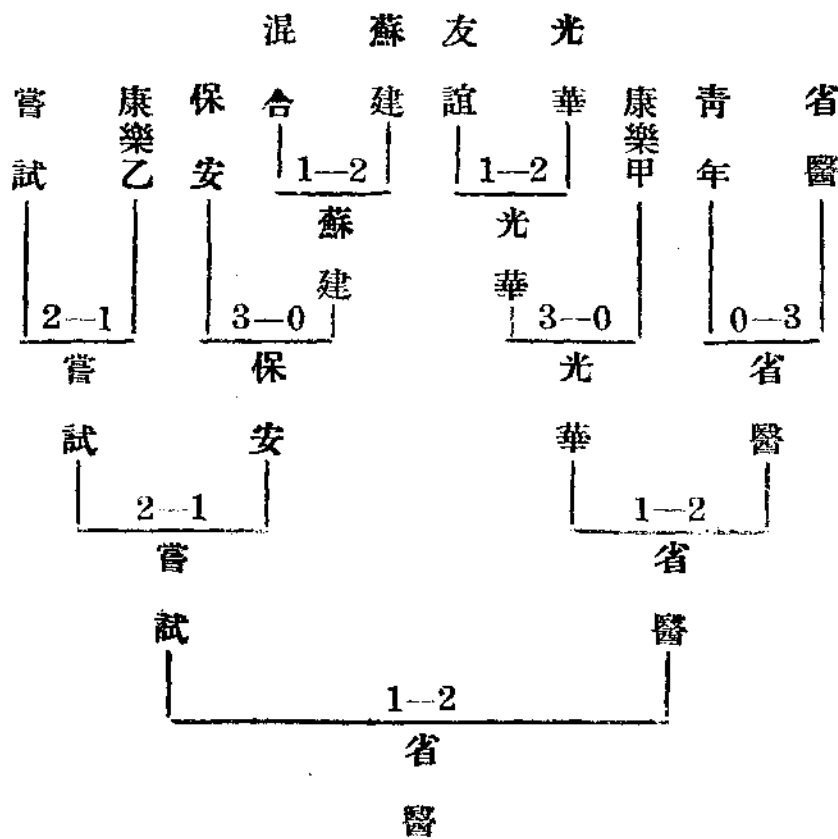 嘗試 康樂乙 保安 混合 蘇建 友誼 光華 康樂甲 青年 省醫
1—2 1—2
蘇建 光華
2—1 3—0 3—0 0—3
嘗試 保安 光華 省醫
2—1 1—2
嘗試 省醫
1—2
省醫